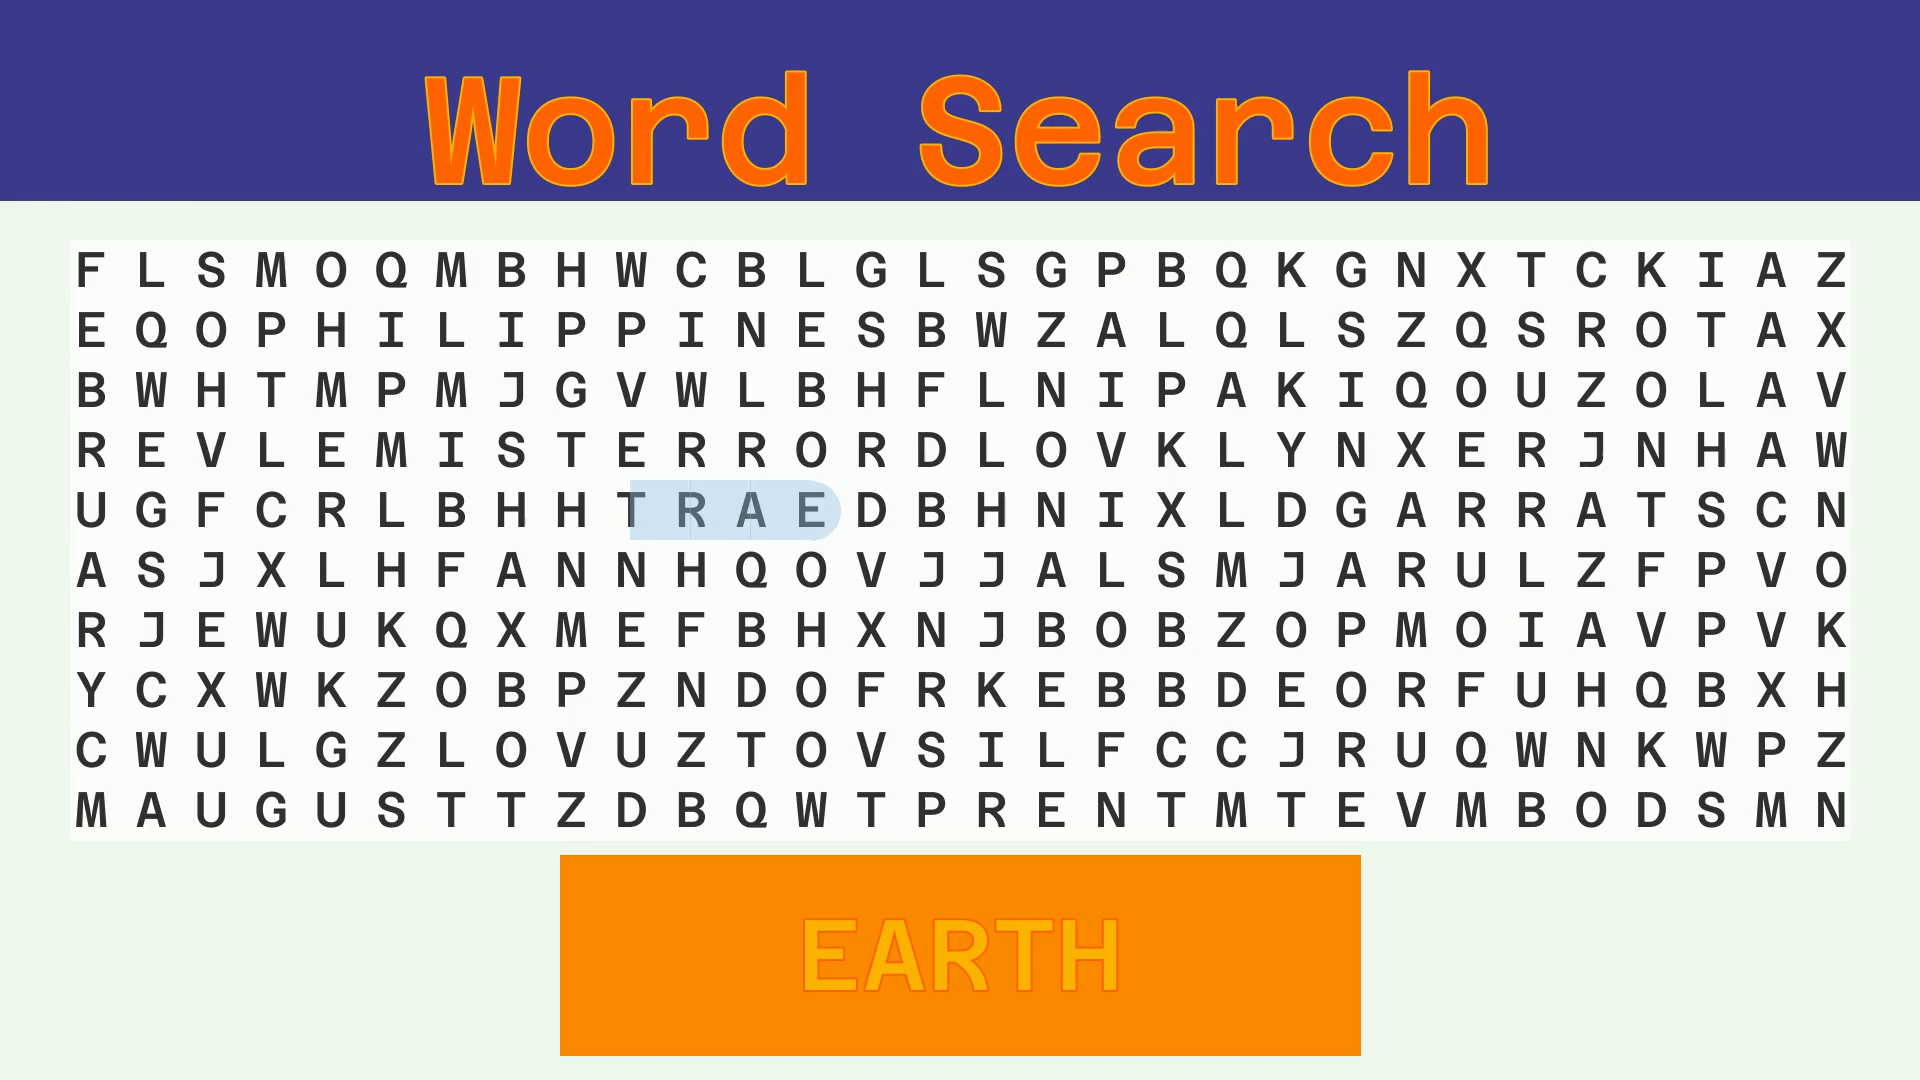 Word Search
F L S M O Q M B H W C B L G L S G P B Q K G N X T C K I A Z
E Q O P H I L I P P I N E S B W Z A L Q L S Z Q S R O T A X
B W H T M P M J G V W L B H F L N I P A K I Q O U Z O L A V
R E V L E M I S T E R R O R D L O V K L Y N X E R J N H A W
U G F C R L B H H T R A E D B H N I X L D G A R R A T S C N
A S J X L H F A N N H Q O V J J A L S M J A R U L Z F P V O
R J E W U K Q X M E F B H X N J B O B Z O P M O I A V P V K
Y C X W K Z O B P Z N D O F R K E B B D E O R F U H Q B X H
C W U L G Z L O V U Z T O V S I L F C C J R U Q W N K W P Z
M A U G U S T T Z D B Q W T P R E N T M T E V M B O D S M N
EARTH